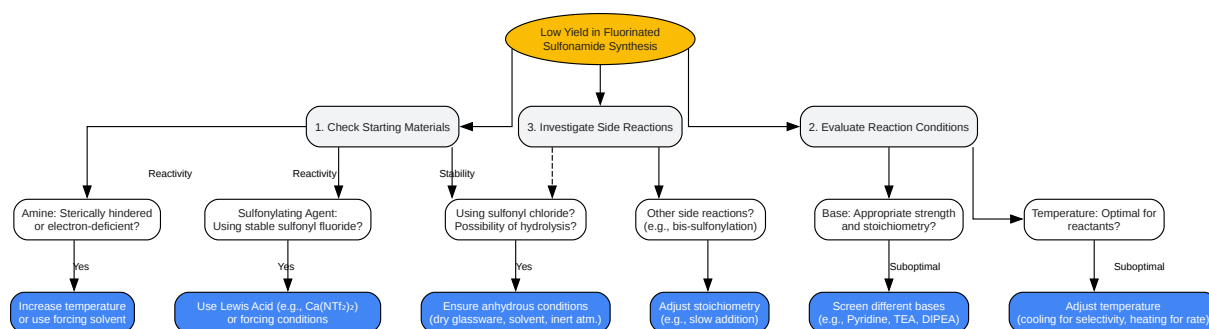 Low Yield in Fluorinated
Sulfonamide Synthesis
1. Check Starting Materials
3. Investigate Side Reactions
2. Evaluate Reaction Conditions
Reactivity
Reactivity
Stability
Amine: Sterically hindered
or electron-deficient?
Sulfonylating Agent:
Using stable sulfonyl fluoride?
Using sulfonyl chloride?
Possibility of hydrolysis?
Other side reactions?
(e.g., bis-sulfonylation)
Base: Appropriate strength
and stoichiometry?
Temperature: Optimal for
reactants?
Yes
Yes
Yes
Suboptimal
Suboptimal
Increase temperature
or use forcing solvent
Use Lewis Acid (e.g., Ca(NTf₂)₂)
or forcing conditions
Ensure anhydrous conditions
(dry glassware, solvent, inert atm.)
Adjust stoichiometry
(e.g., slow addition)
Screen different bases
(e.g., Pyridine, TEA, DIPEA)
Adjust temperature
(cooling for selectivity, heating for rate)